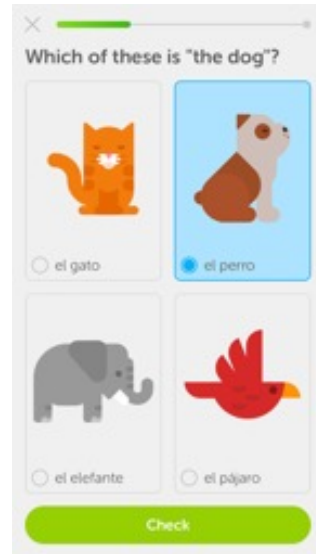 Which of these is "the dog"?
el gato
el perro
el elefante
el pájaro
Check